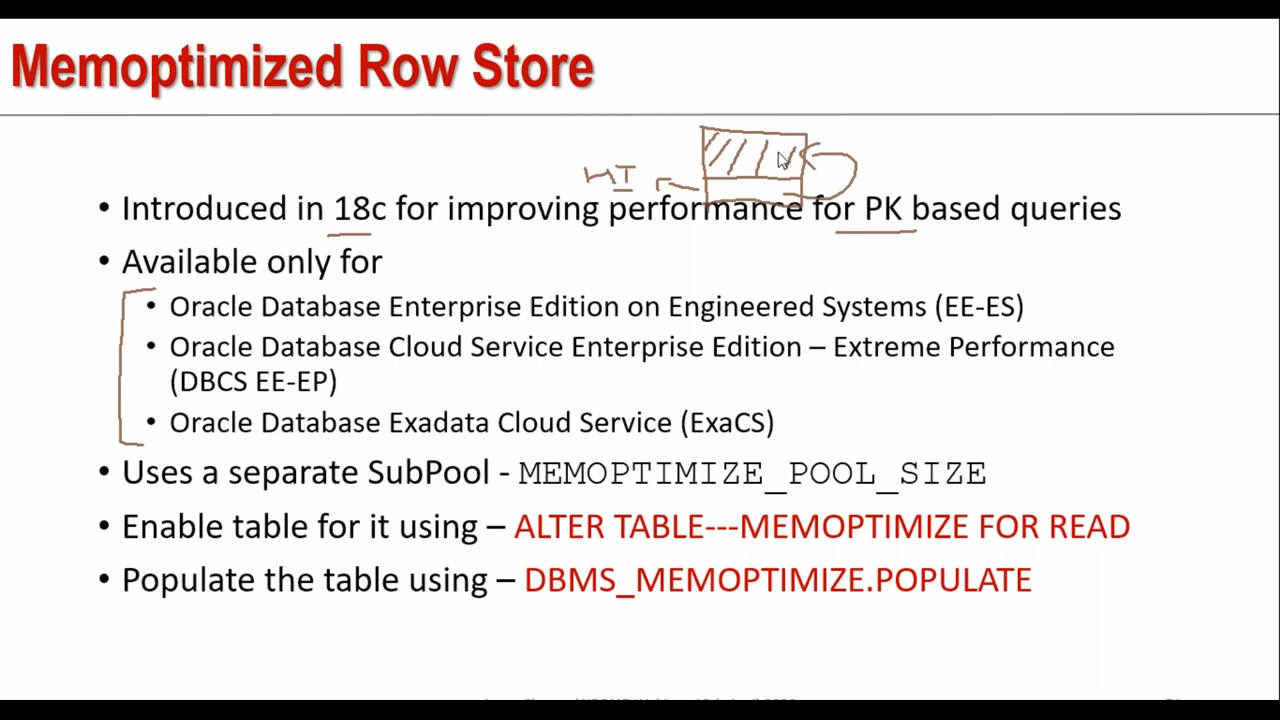 Memoptimized Row Store
MI
• Introduced in 18c for improving performance for PK based queries
• Available only for
• Oracle Database Enterprise Edition on Engineered Systems (EE-ES)
• Oracle Database Cloud Service Enterprise Edition – Extreme Performance
(DBCS EE-EP)
• Oracle Database Exadata Cloud Service (ExaCS)
• Uses a separate SubPool - MEMOPTIMIZE_POOL_SIZE
• Enable table for it using – ALTER TABLE---MEMOPTIMIZE FOR READ
• Populate the table using – DBMS_MEMOPTIMIZE.POPULATE